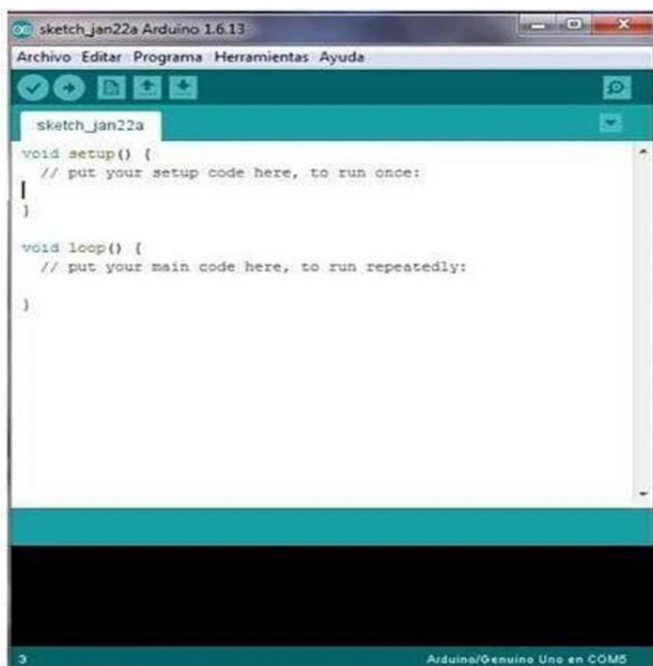 sketch_jan22a Arduino 1.6.13
Archivo Editar Programa Herramientas Ayuda
sketch_jan22a
void setup() {
  // put your setup code here, to run once:

}

void loop() {
  // put your main code here, to run repeatedly:

}
3
Arduino/Genuino Uno en COM5